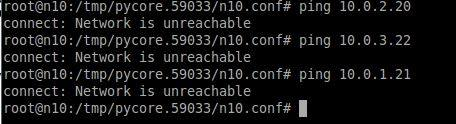 root@n10:/tmp/pycore.59033/n10.conf# ping 10.0.2.20
connect: Network is unreachable
root@n10:/tmp/pycore.59033/n10.conf# ping 10.0.3.22
connect: Network is unreachable
root@n10:/tmp/pycore.59033/n10.conf# ping 10.0.1.21
connect: Network is unreachable
root@n10:/tmp/pycore.59033/n10.conf#